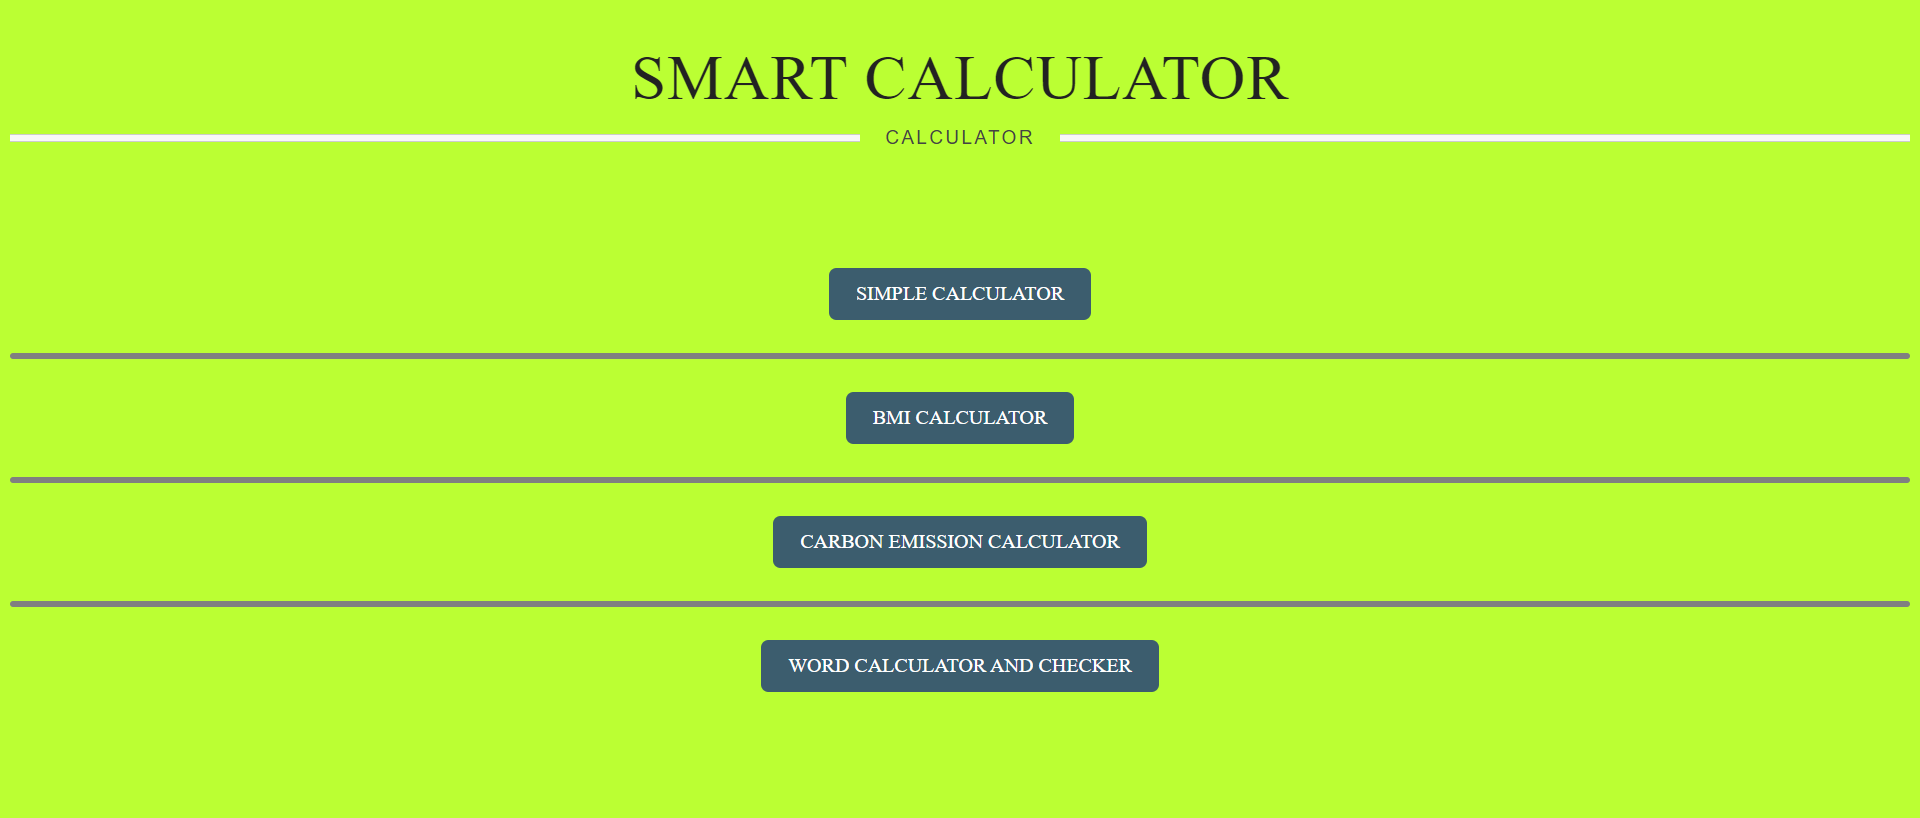 SMART CALCULATOR
CALCULATOR
SIMPLE CALCULATOR
BMI CALCULATOR
CARBON EMISSION CALCULATOR
WORD CALCULATOR AND CHECKER